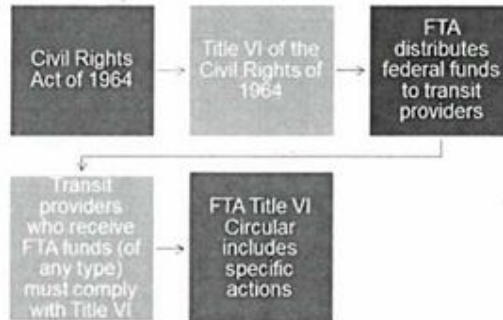 Civil Rights
Act of 1964
Title VI of the
Civil Rights of
1964
FTA
distributes
federal funds
to transit
providers
Transit
providers
who receive
FTA funds (of
any type)
must comply
with Title VI
FTA Title VI
Circular
includes
specific
actions